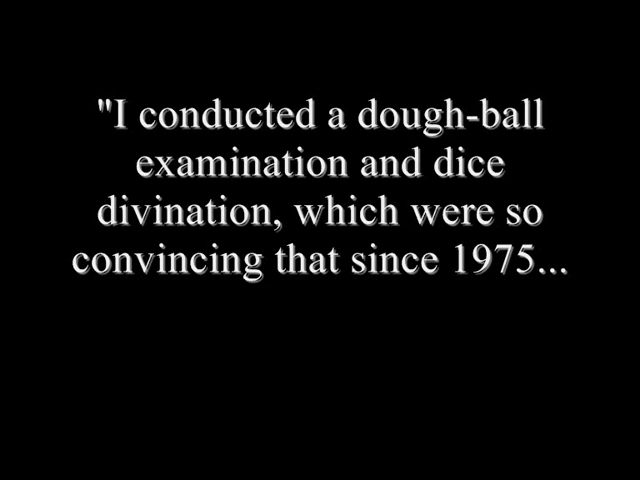 "I conducted a dough-ball
examination and dice
divination, which were so
convincing that since 1975...